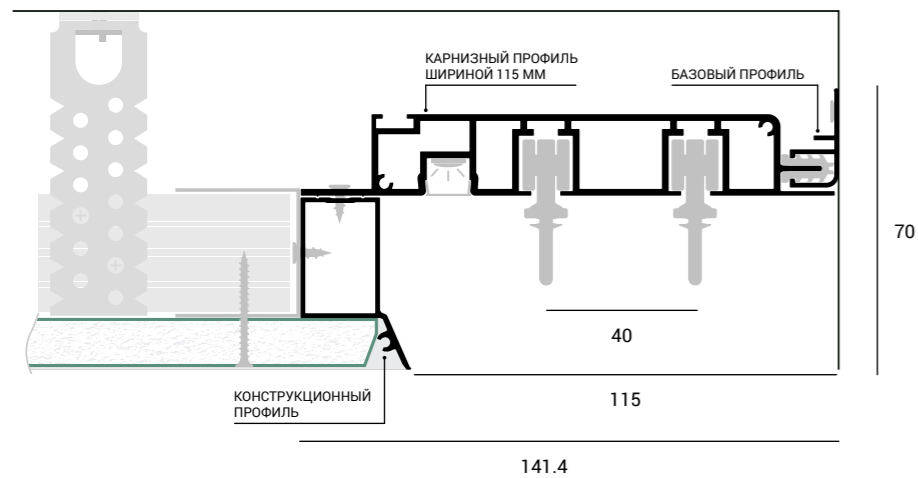 КАРНИЗНЫЙ ПРОФИЛЬ
ШИРИНОЙ 115 ММ
БАЗОВЫЙ ПРОФИЛЬ
70
40
КОНСТРУКЦИОННЫЙ
ПРОФИЛЬ
115
141.4